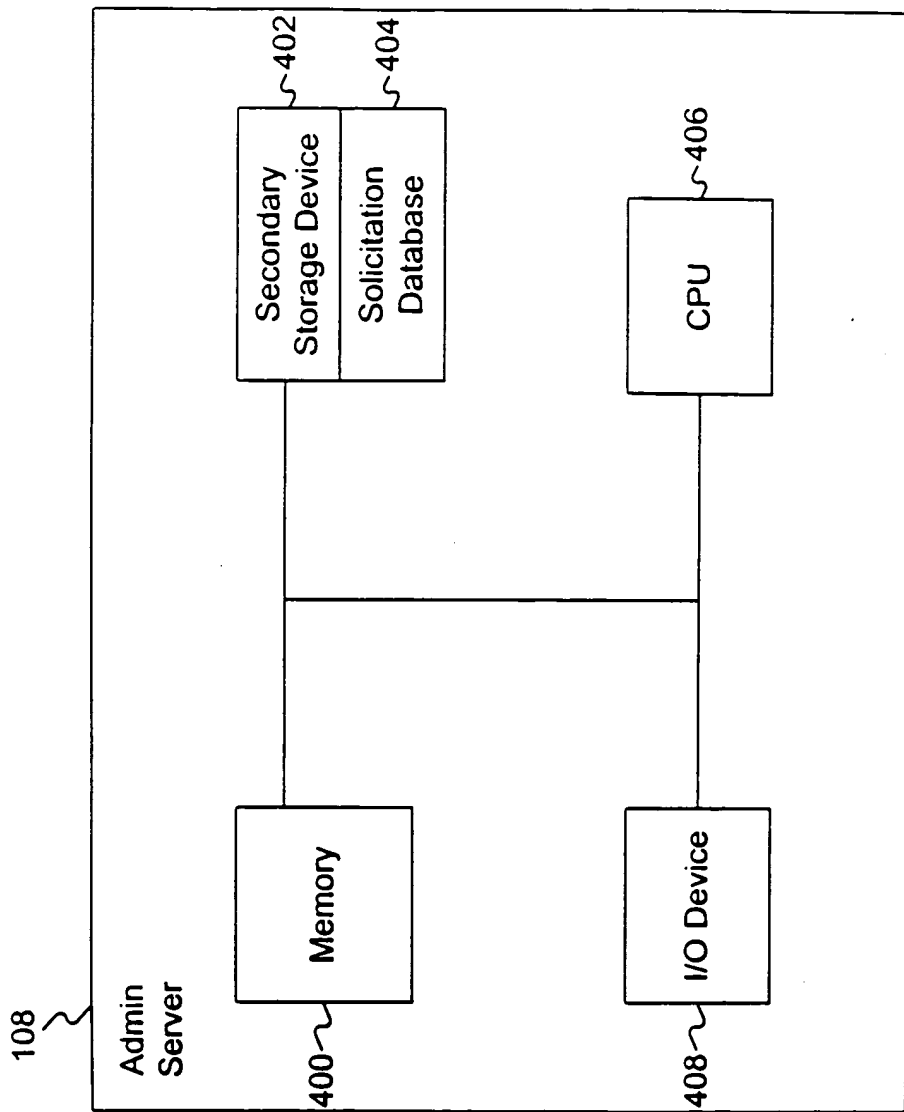 108
Admin
Server
400
Memory
Secondary
Storage Device
402
Solicitation
Database
404
408
I/O Device
CPU
406